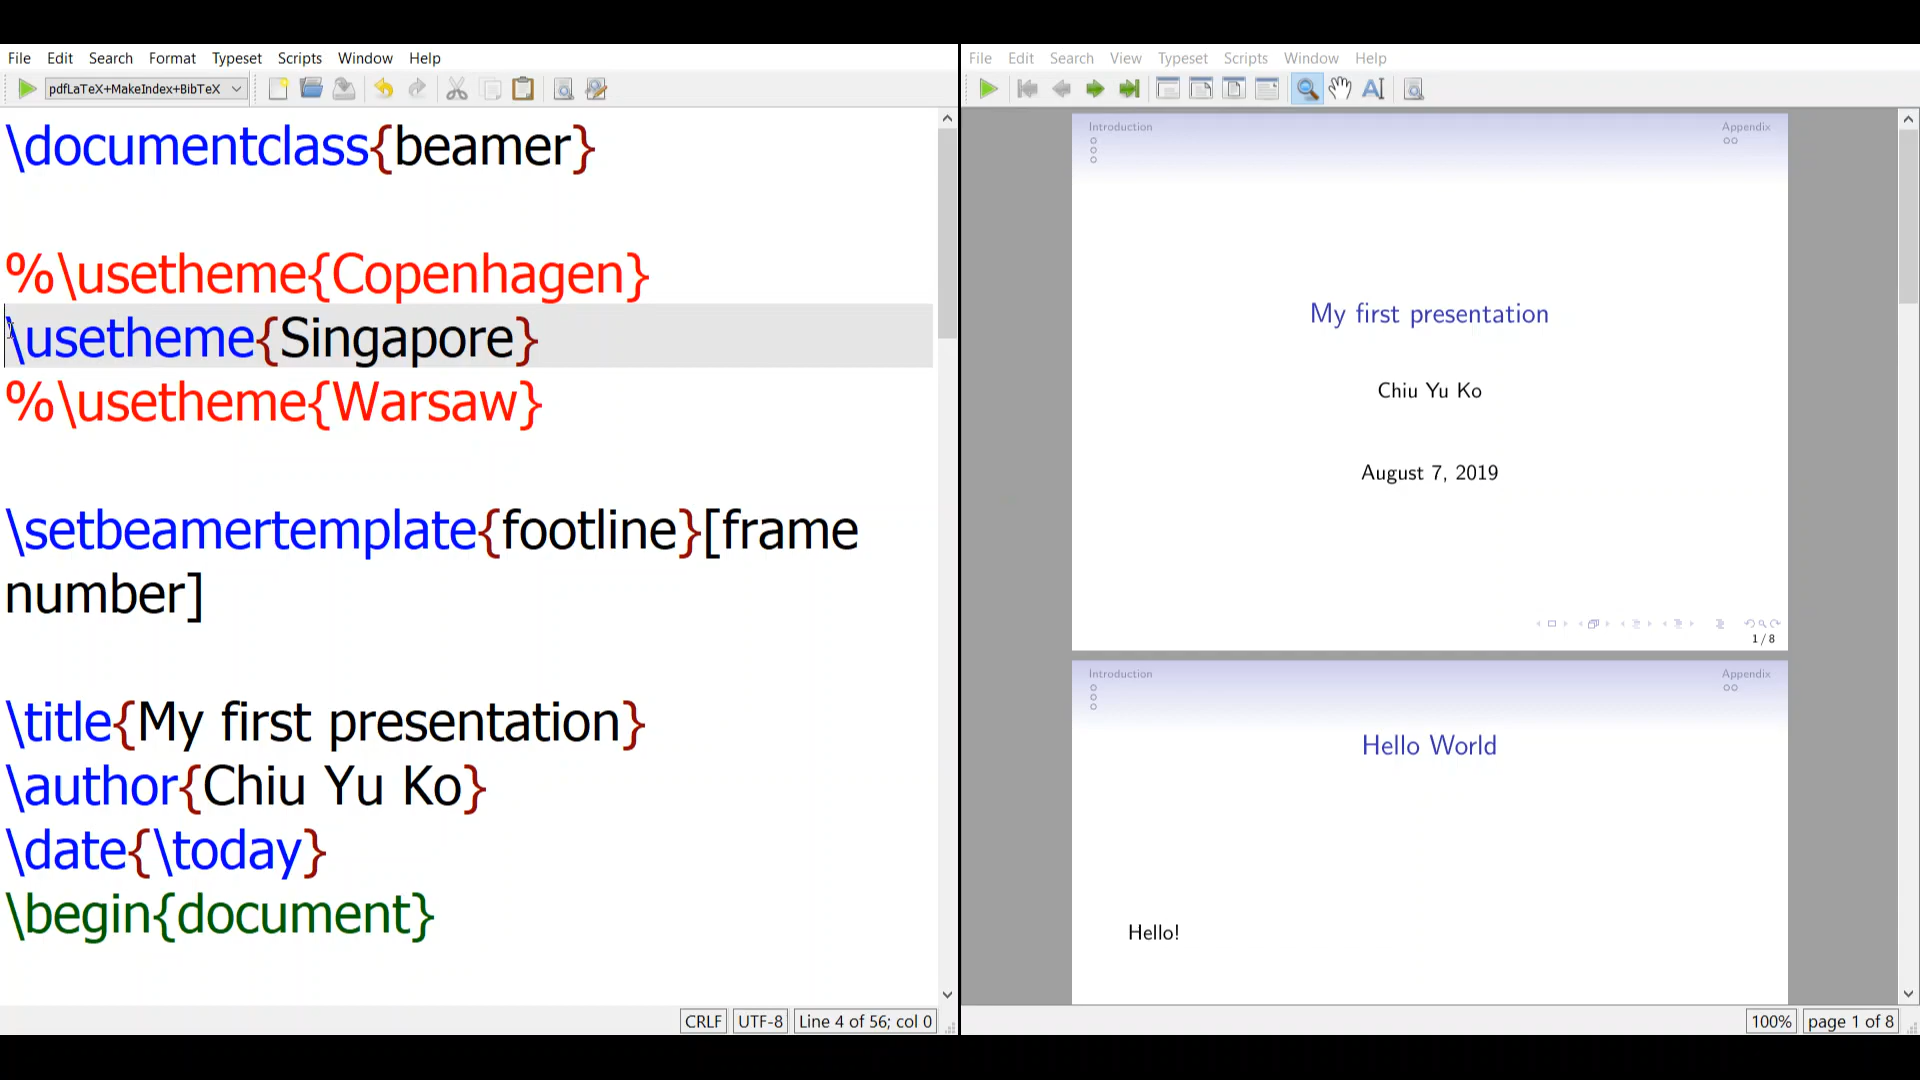 File Edit Search Format Typeset Scripts Window Help
pdfLaTeX+MakeIndex+BibTeX
\documentclass{beamer}
%\usetheme{Copenhagen}
\usetheme{Singapore}
%\usetheme{Warsaw}
\setbeamertemplate{footline}[frame
number]
\title{My first presentation}
\author{Chiu Yu Ko}
\date{\today}
\begin{document}
CRLF UTF-8 Line 4 of 56; col 0
File Edit Search View Typeset Scripts Window Help
Introduction Appendix
My first presentation
Chiu Yu Ko
August 7, 2019
1 / 8
Introduction Appendix
Hello World
Hello!
100% page 1 of 8